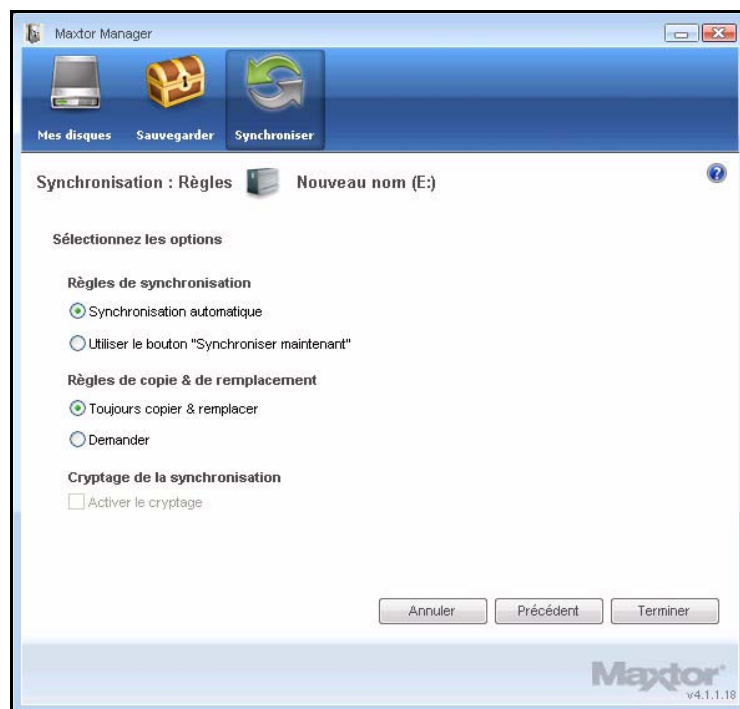 Maxtor Manager
Mes disques Sauvegarder Synchroniser
Synchronisation : Règles Nouveau nom (E:)
Sélectionnez les options
Règles de synchronisation
Synchronisation automatique
Utiliser le bouton "Synchroniser maintenant"
Règles de copie & de remplacement
Toujours copier & remplacer
Demander
Cryptage de la synchronisation
Activer le cryptage
Annuler Précédent Terminer
Maxtor
v4.1.1.18